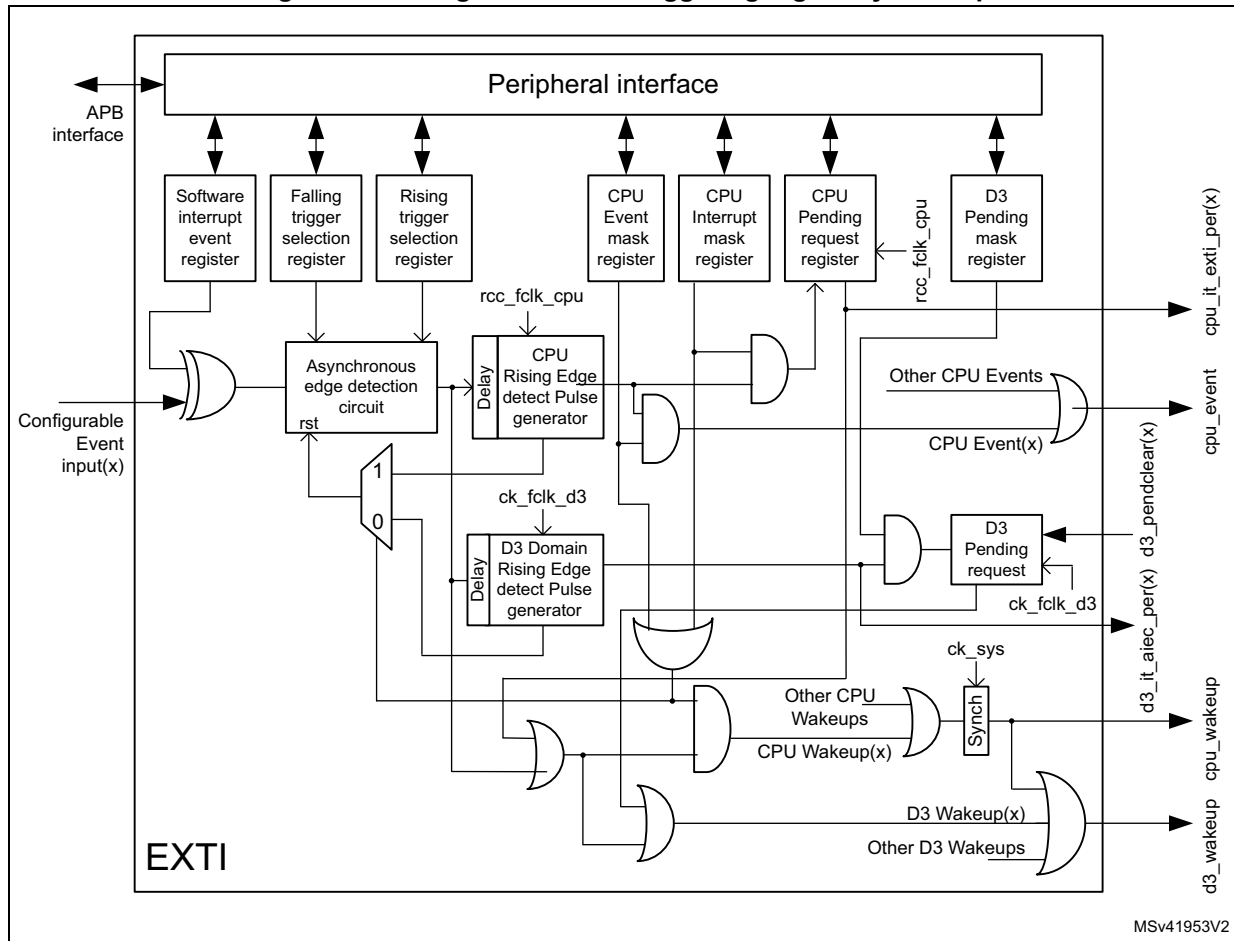 Peripheral interface
APB
interface
Software
interrupt
event
register
Falling
trigger
selection
register
Rising
trigger
selection
register
CPU
Event
mask
register
CPU
Interrupt
mask
register
CPU
Pending
request
register
D3
Pending
mask
register
rcc_fclk_cpu
cpu_it_exti_per(x)
rcc_fclk_cpu
Asynchronous
edge detection
circuit
rst
Delay
CPU
Rising Edge
detect Pulse
generator
Other CPU Events
cpu_event
Configurable
Event
input(x)
CPU Event(x)
1
0
ck_fclk_d3
Delay
D3 Domain
Rising Edge
detect Pulse
generator
D3
Pending
request
d3_pendclear(x)
ck_fclk_d3
d3_it_aiec_per(x)
ck_sys
Other CPU
Wakeups
Synch
CPU Wakeup(x)
cpu_wakeup
D3 Wakeup(x)
Other D3 Wakeups
d3_wakeup
EXTI
MSv41953V2